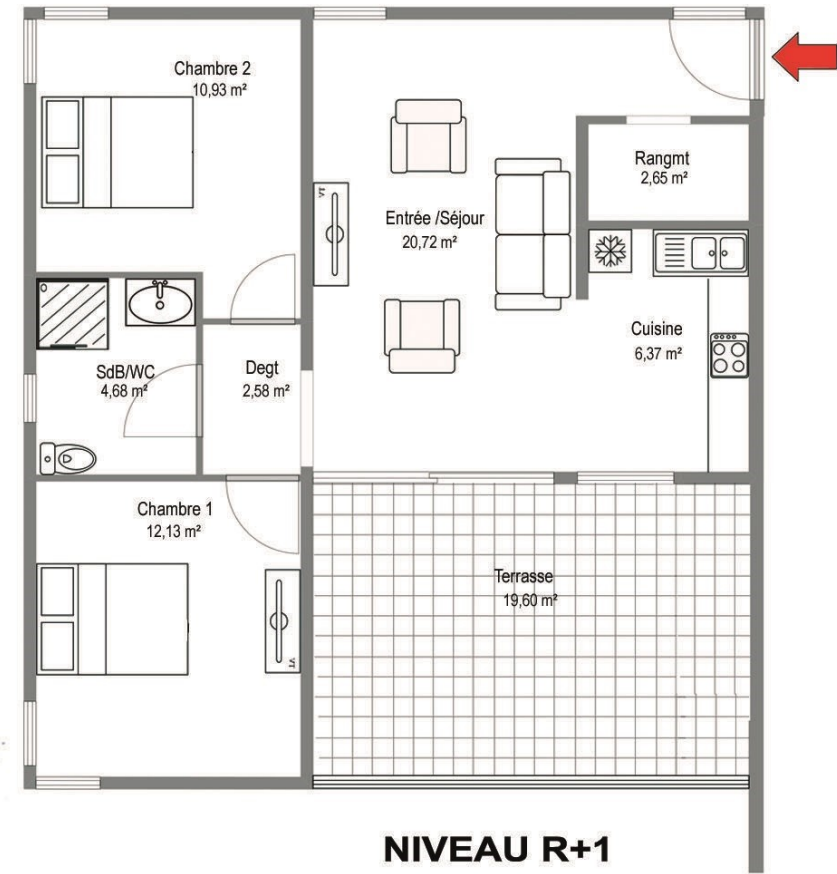 Chambre 2
10,93 m²
Rangmt
2,65 m²
VT
Entrée /Séjour
20,72 m²
Cuisine
6,37 m²
SdB/WC
4,68 m²
Degt
2,58 m²
Chambre 1
12,13 m²
Terrasse
19,60 m²
VT
NIVEAU R+1